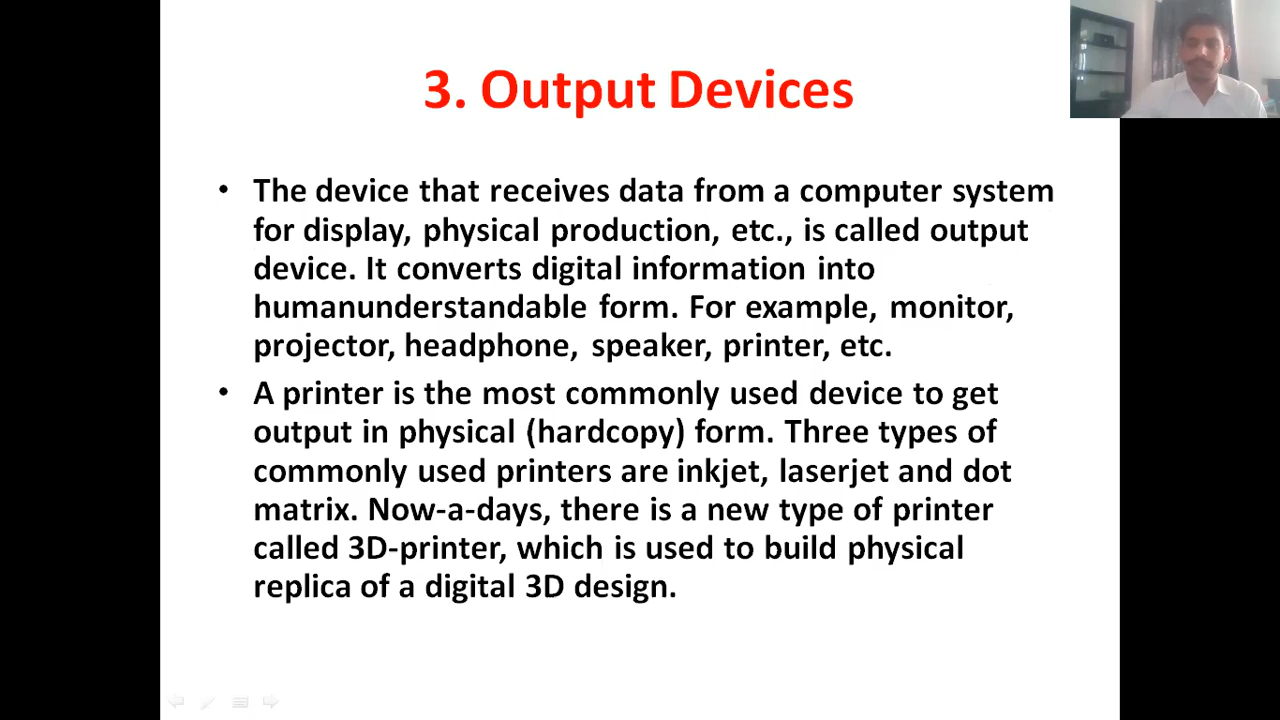 3. Output Devices
• The device that receives data from a computer system
for display, physical production, etc., is called output
device. It converts digital information into
humanunderstandable form. For example, monitor,
projector, headphone, speaker, printer, etc.
• A printer is the most commonly used device to get
output in physical (hardcopy) form. Three types of
commonly used printers are inkjet, laserjet and dot
matrix. Now-a-days, there is a new type of printer
called 3D-printer, which is used to build physical
replica of a digital 3D design.